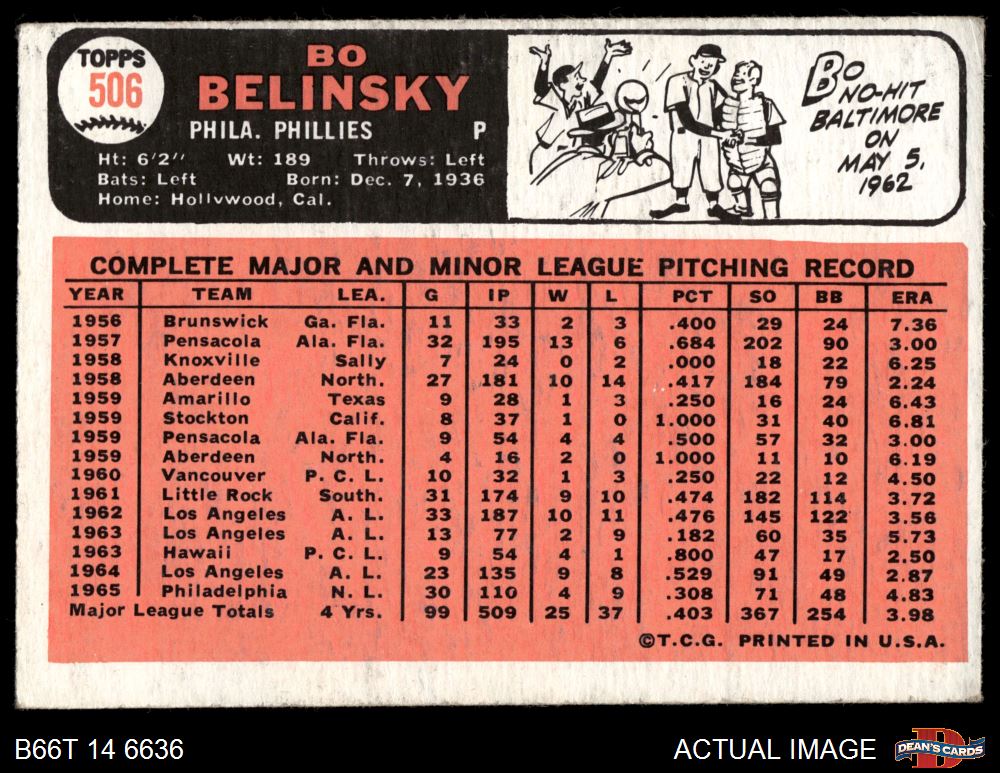 TOPPS
506
BO
BELINSKY
PHILA. PHILLIES P
Ht: 6'2" Wt: 189 Throws: Left
Bats: Left Born: Dec. 7, 1936
Home: Hollywood, Cal.
BO
NO-HIT
BALTIMORE
ON
MAY 5,
1962
COMPLETE MAJOR AND MINOR LEAGUE PITCHING RECORD
YEAR TEAM LEA. G IP W L PCT SO BB ERA
1956 Brunswick Ga. Fla. 11 33 2 3 .400 29 24 7.36
1957 Pensacola Ala. Fla. 32 195 13 6 .684 202 90 3.00
1958 Knoxville Sally 7 24 0 2 .000 18 22 6.25
1958 Aberdeen North. 27 181 10 14 .417 184 79 2.24
1959 Amarillo Texas 9 28 1 3 .250 16 24 6.43
1959 Stockton Calif. 8 37 1 0 1.000 31 40 6.81
1959 Pensacola Ala. Fla. 9 54 4 4 .500 57 32 3.00
1959 Aberdeen North. 4 16 2 0 1.000 11 10 6.19
1960 Vancouver P. C. L. 10 32 1 3 .250 22 12 4.50
1961 Little Rock South. 31 174 9 10 .474 182 114 3.72
1962 Los Angeles A. L. 33 187 10 11 .476 145 122 3.56
1963 Los Angeles A. L. 13 77 2 9 .182 60 35 5.73
1963 Hawaii P. C. L. 9 54 4 1 .800 47 17 2.50
1964 Los Angeles A. L. 23 135 9 8 .529 91 49 2.87
1965 Philadelphia N. L. 30 110 4 9 .308 71 48 4.83
Major League Totals 4 Yrs. 99 509 25 37 .403 367 254 3.98
©T.C.G. PRINTED IN U.S.A.
B66T 14 6636
ACTUAL IMAGE
DEAN'S CARDS